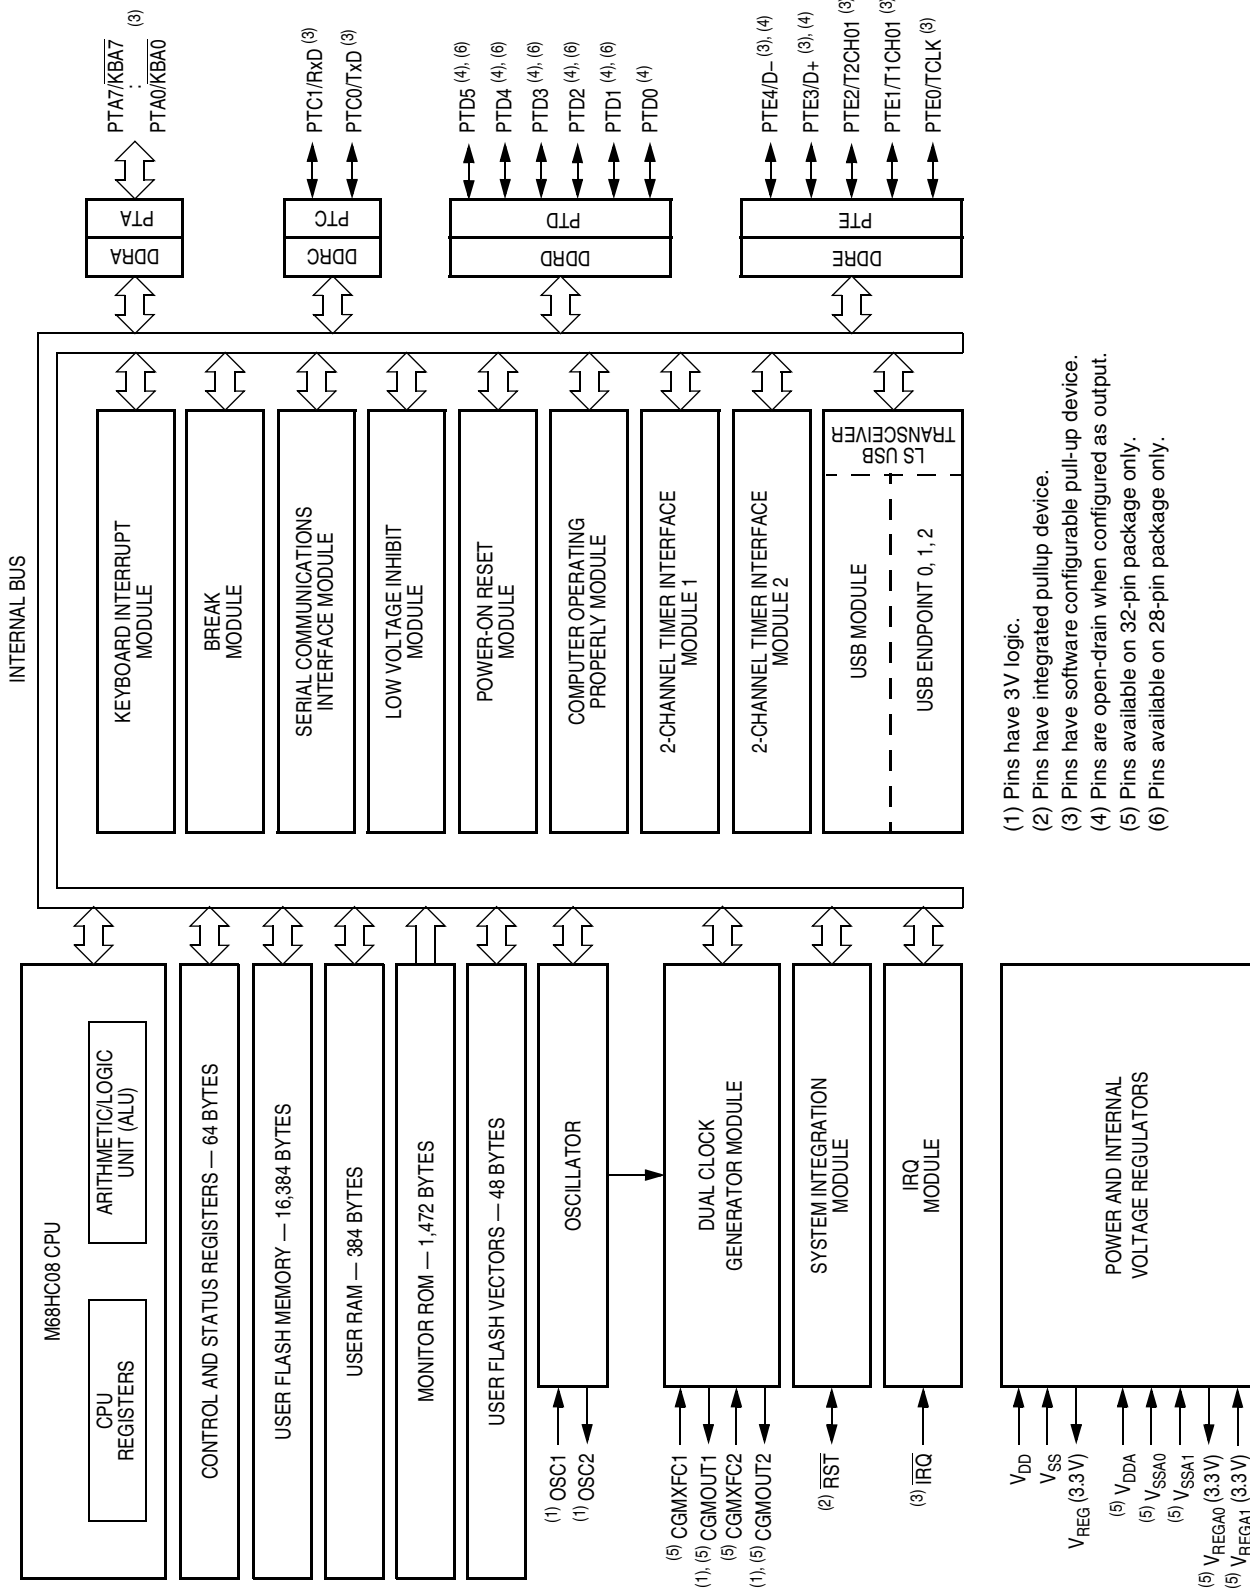 INTERNAL BUS
M68HC08 CPU
CPU
REGISTERS
ARITHMETIC/LOGIC
UNIT (ALU)
CONTROL AND STATUS REGISTERS — 64 BYTES
USER FLASH MEMORY — 16,384 BYTES
USER RAM — 384 BYTES
MONITOR ROM — 1,472 BYTES
USER FLASH VECTORS — 48 BYTES
(1) OSC1
(1) OSC2
OSCILLATOR
(5) CGMXFC1
(1), (5) CGMOUT1
(5) CGMXFC2
(1), (5) CGMOUT2
DUAL CLOCK
GENERATOR MODULE
(2) RST
SYSTEM INTEGRATION
MODULE
(3) IRQ
IRQ
MODULE
VDD
VSS
VREG (3.3 V)
(5) VDDA
(5) VSSA0
(5) VSSA1
(5) VREGA0 (3.3 V)
(5) VREGA1 (3.3 V)
POWER AND INTERNAL
VOLTAGE REGULATORS
KEYBOARD INTERRUPT
MODULE
BREAK
MODULE
SERIAL COMMUNICATIONS
INTERFACE MODULE
LOW VOLTAGE INHIBIT
MODULE
POWER-ON RESET
MODULE
COMPUTER OPERATING
PROPERLY MODULE
2-CHANNEL TIMER INTERFACE
MODULE 1
2-CHANNEL TIMER INTERFACE
MODULE 2
USB MODULE
USB ENDPOINT 0, 1, 2
LS USB
TRANSCEIVER
DDRA
PTA
PTA7/KBA7 (3)
:
PTA0/KBA0
DDRC
PTC
PTC1/RxD (3)
PTC0/TxD (3)
DDRD
PTD
PTD5 (4), (6)
PTD4 (4), (6)
PTD3 (4), (6)
PTD2 (4), (6)
PTD1 (4), (6)
PTD0 (4)
DDRE
PTE
PTE4/D– (3), (4)
PTE3/D+ (3), (4)
PTE2/T2CH01 (3)
PTE1/T1CH01 (3)
PTE0/TCLK (3)
(1) Pins have 3V logic.
(2) Pins have integrated pullup device.
(3) Pins have software configurable pull-up device.
(4) Pins are open-drain when configured as output.
(5) Pins available on 32-pin package only.
(6) Pins available on 28-pin package only.